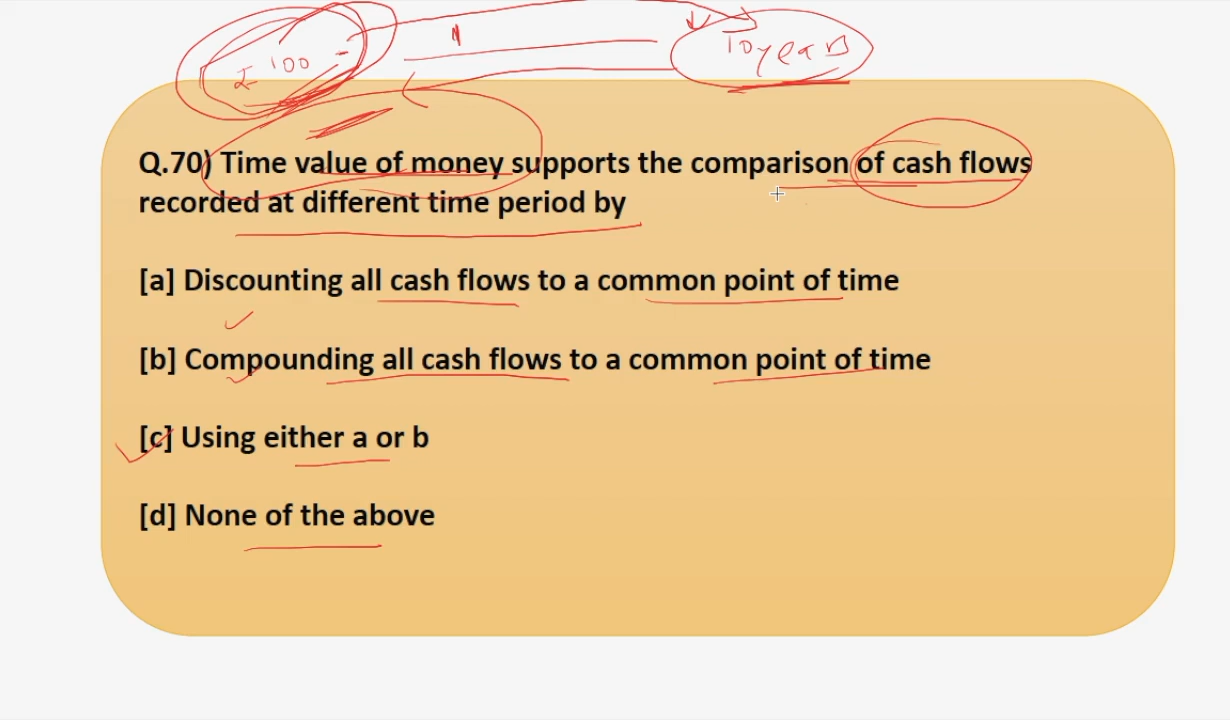 100
10 years
Q.70) Time value of money supports the comparison of cash flows
recorded at different time period by
[a] Discounting all cash flows to a common point of time
[b] Compounding all cash flows to a common point of time
[c] Using either a or b
[d] None of the above